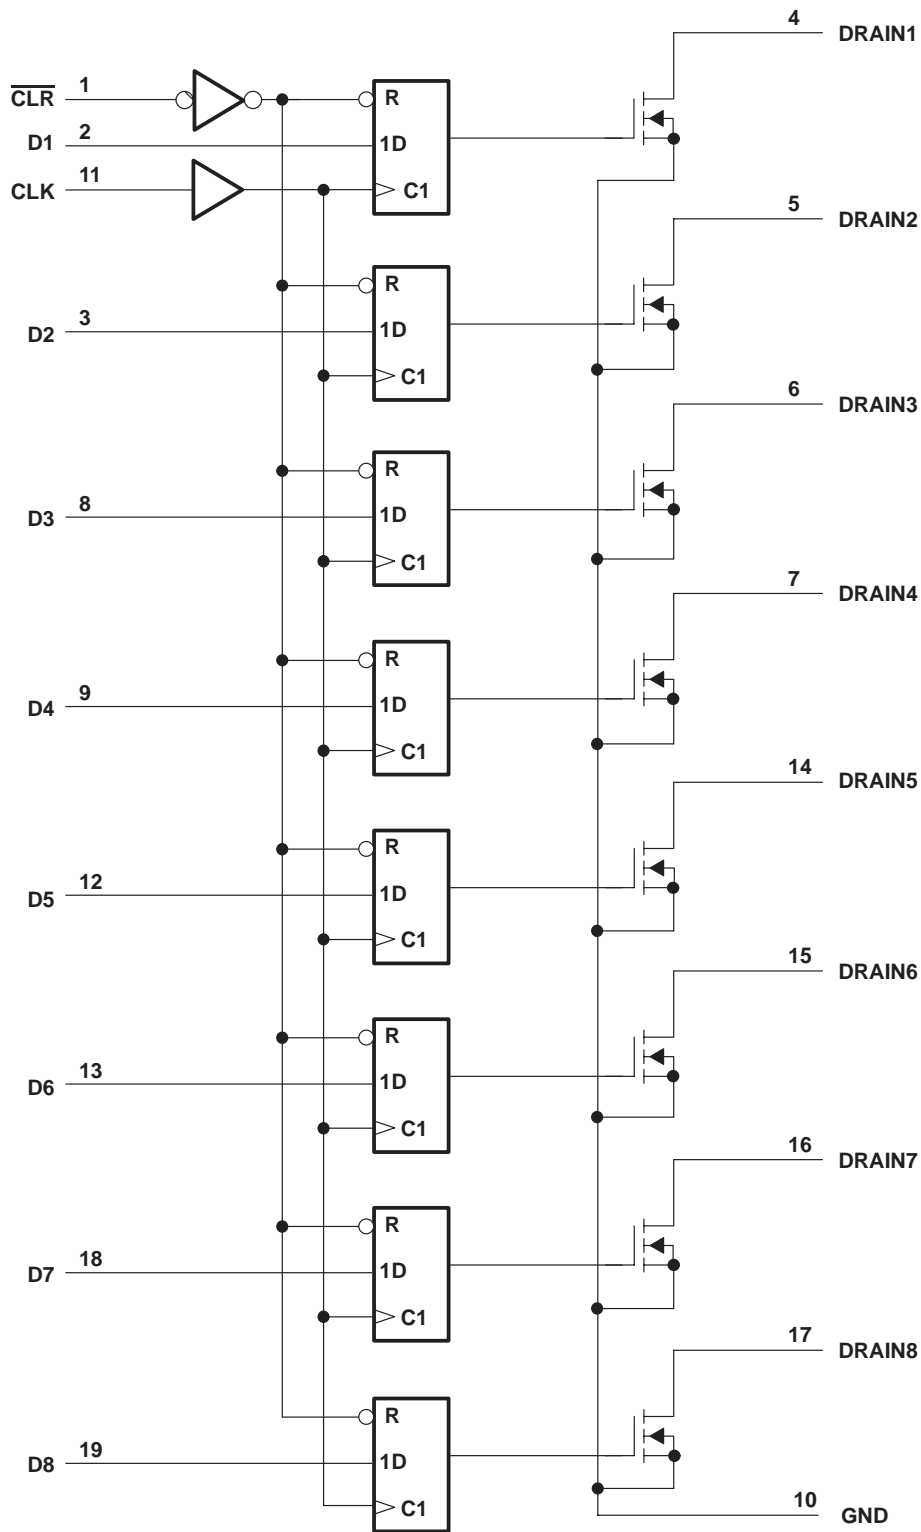 4 DRAIN1
CLR 1 R
D1 2 1D
CLK 11 C1
5 DRAIN2
R
D2 3 1D
C1
6 DRAIN3
R
D3 8 1D
C1
7 DRAIN4
R
D4 9 1D
C1
14 DRAIN5
R
D5 12 1D
C1
15 DRAIN6
R
D6 13 1D
C1
16 DRAIN7
R
D7 18 1D
C1
17 DRAIN8
R
D8 19 1D
C1
10 GND